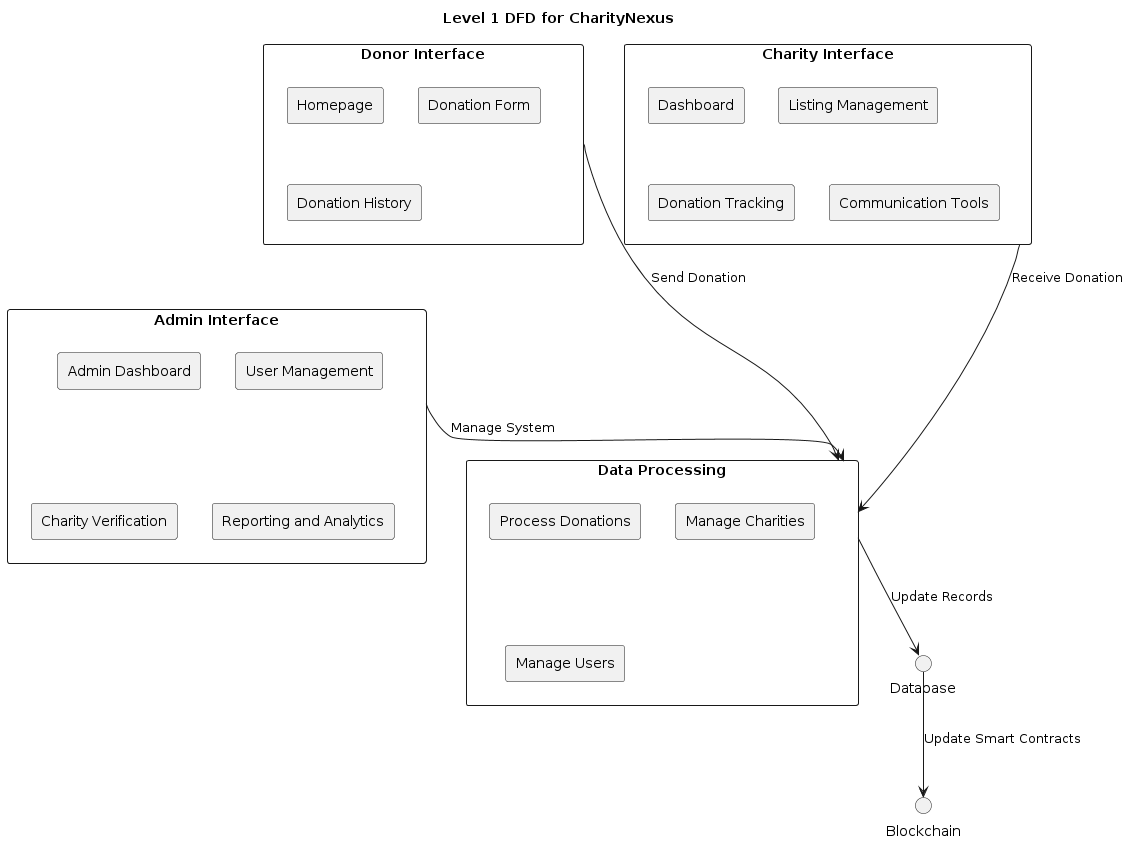 Level 1 DFD for CharityNexus
Donor Interface
Homepage
Donation Form
Donation History
Charity Interface
Dashboard
Listing Management
Donation Tracking
Communication Tools
Send Donation
Receive Donation
Admin Interface
Admin Dashboard
User Management
Charity Verification
Reporting and Analytics
Manage System
Data Processing
Process Donations
Manage Charities
Manage Users
Update Records
Database
Update Smart Contracts
Blockchain